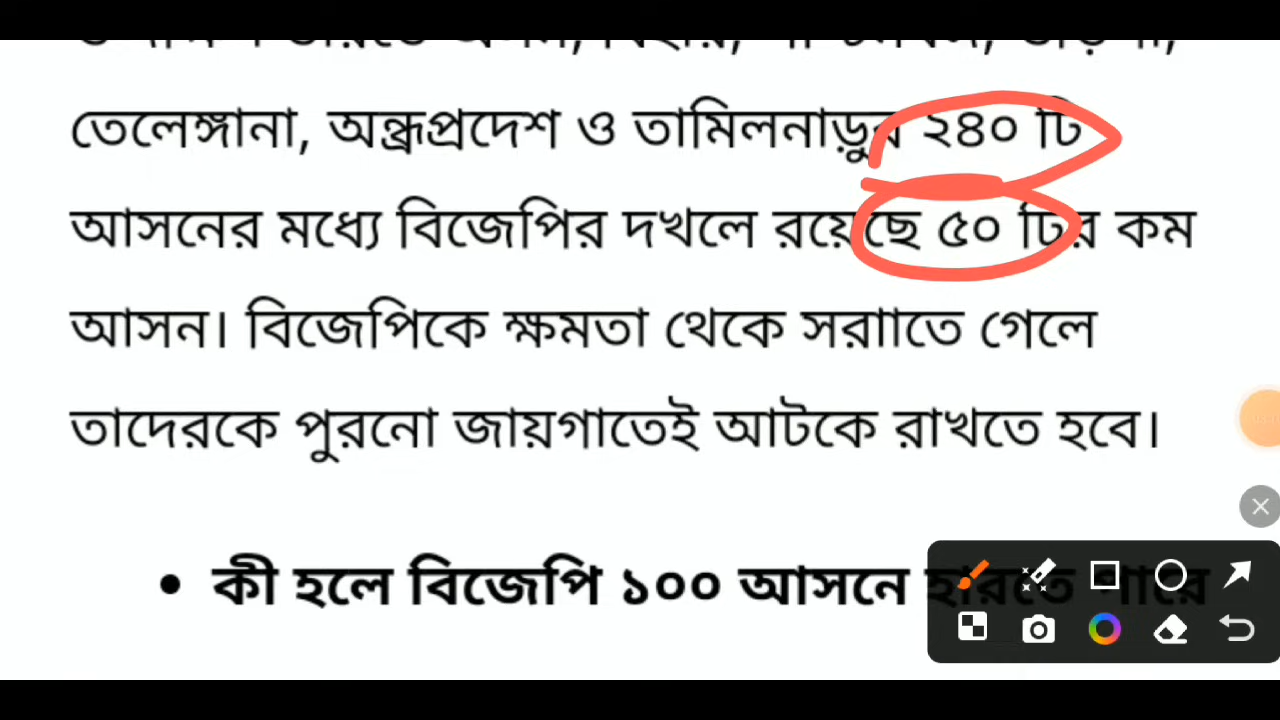 তেলেঙ্গানা, অন্ধ্রপ্রদেশ ও তামিলনাড়ুর ২৪০ টি
আসনের মধ্যে বিজেপির দখলে রয়েছে ৫০ টির কম
আসন। বিজেপিকে ক্ষমতা থেকে সরাাতে গেলে
তাদেরকে পুরনো জায়গাতেই আটকে রাখতে হবে।
• কী হলে বিজেপি ১০০ আসনে হারতে পারে